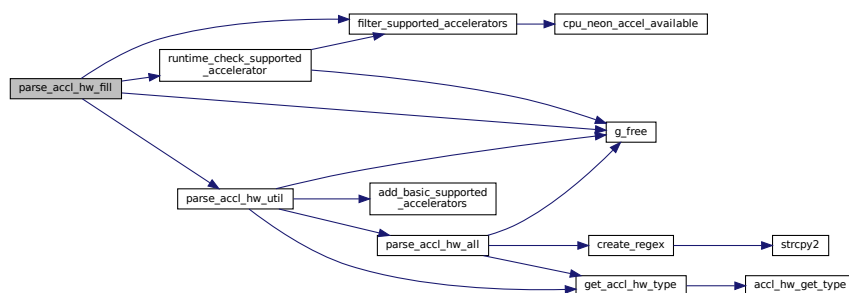 parse_accl_hw_fill
runtime_check_supported
_accelerator
filter_supported_accelerators
cpu_neon_accel_available
g_free
parse_accl_hw_util
add_basic_supported
_accelerators
parse_accl_hw_all
create_regex
strcpy2
get_accl_hw_type
accl_hw_get_type